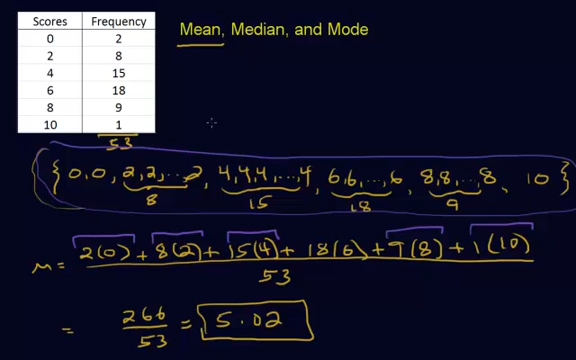 Mean, Median, and Mode
Scores Frequency
0 2
2 8
4 15
6 18
8 9
10 1
53
{0,0, 2,2,...2, 4,4,4,...,4, 6,6,...,6, 8,8,...8, 10}
8 15 18 9
μ = 2(0) + 8(2) + 15(4) + 18(6) + 9(8) + 1(10)
53
= 266 = 5.02
53